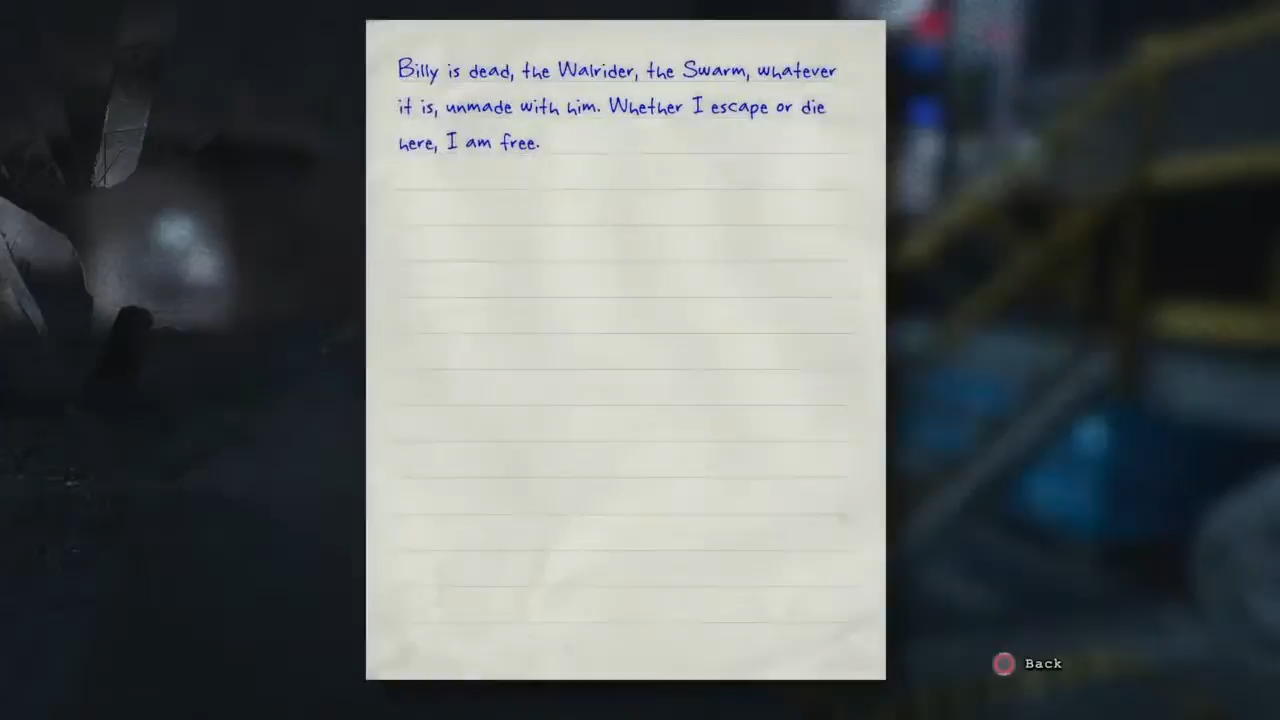 Billy is dead, the Walrider, the Swarm, whatever
it is, unmade with him. Whether I escape or die
here, I am free.
Back